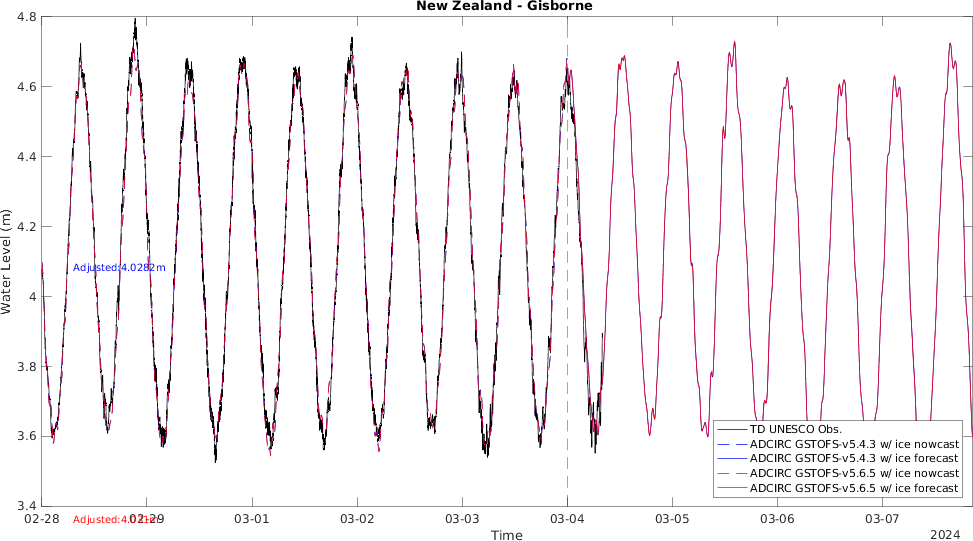 New Zealand - Gisborne
4.8
4.6
4.4
4.2
4
3.8
3.6
3.4
Water Level (m)
Adjusted:4.0282m
TD UNESCO Obs.
ADCIRC GSTOFS-v5.4.3 w/ ice nowcast
ADCIRC GSTOFS-v5.4.3 w/ ice forecast
ADCIRC GSTOFS-v5.6.5 w/ ice nowcast
ADCIRC GSTOFS-v5.6.5 w/ ice forecast
02-28 02-29 03-01 03-02 03-03 03-04 03-05 03-06 03-07
Time
2024